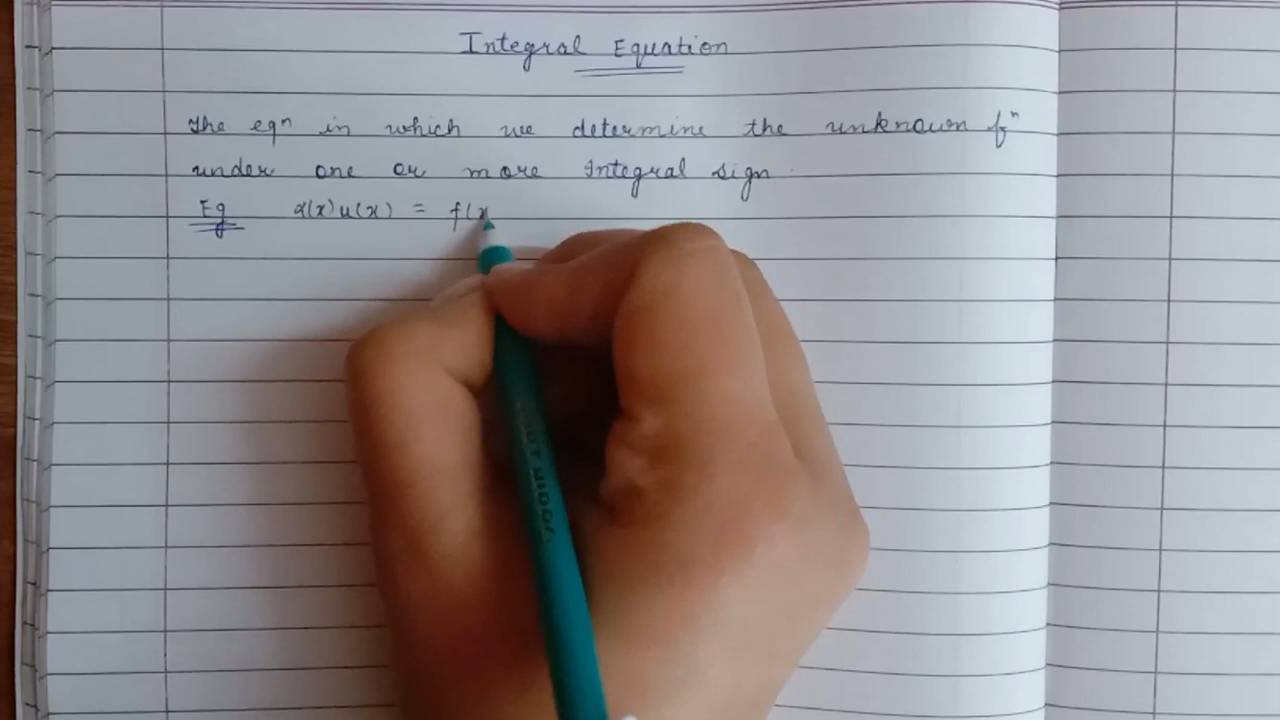 Integral Equation
The eqⁿ in which we determine the unknown fⁿ
under one or more Integral sign.
Eg α(x)u(x) = f(x